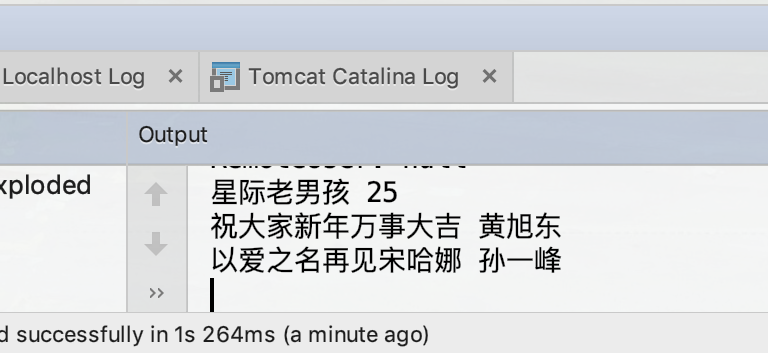 Localhost Log
Tomcat Catalina Log
Output
xploded
星际老男孩 25
祝大家新年万事大吉 黄旭东
以爱之名再见宋哈娜 孙一峰
d successfully in 1s 264ms (a minute ago)